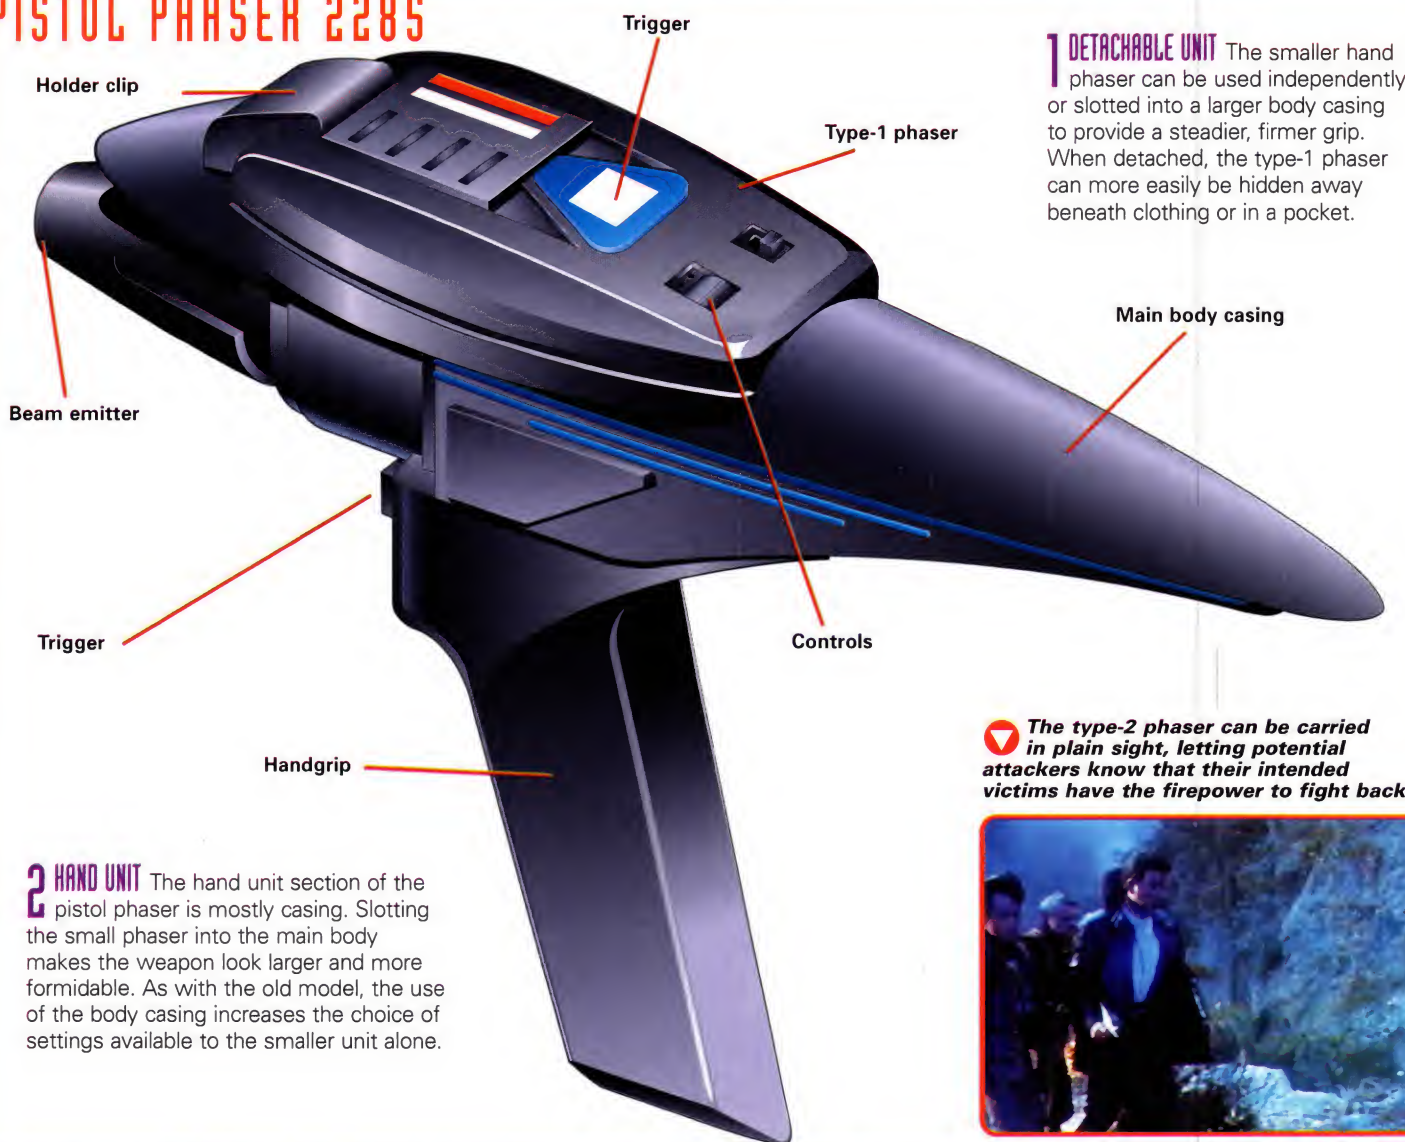 PISTOL PHASER 2285
Trigger
Holder clip
Type-1 phaser
1 DETACHABLE UNIT The smaller hand
phaser can be used independently
or slotted into a larger body casing
to provide a steadier, firmer grip.
When detached, the type-1 phaser
can more easily be hidden away
beneath clothing or in a pocket.
Main body casing
Beam emitter
Trigger
Controls
Handgrip
The type-2 phaser can be carried
in plain sight, letting potential
attackers know that their intended
victims have the firepower to fight back
2 HAND UNIT The hand unit section of the
pistol phaser is mostly casing. Slotting
the small phaser into the main body
makes the weapon look larger and more
formidable. As with the old model, the use
of the body casing increases the choice of
settings available to the smaller unit alone.